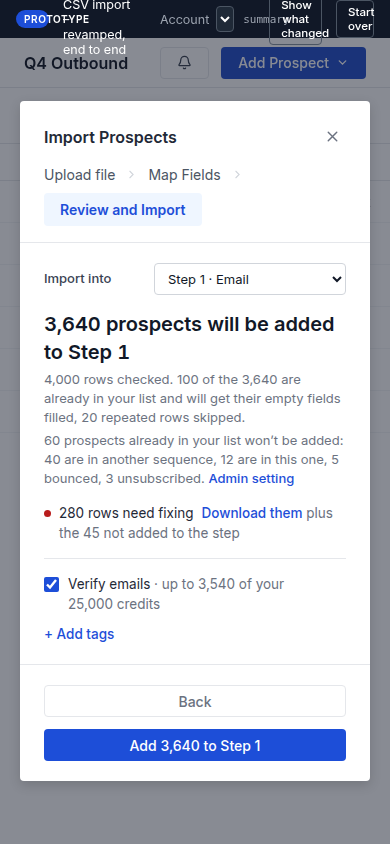 PROTOTYPE
CSV import
revamped,
end to end
Account
summary
Show
what
changed
Start
over
Q4 Outbound
Add Prospect
Import Prospects
Upload file
Map Fields
Review and Import
Import into
Step 1 · Email
3,640 prospects will be added
to Step 1
4,000 rows checked. 100 of the 3,640 are
already in your list and will get their empty fields
filled, 20 repeated rows skipped.
60 prospects already in your list won’t be added:
40 are in another sequence, 12 are in this one, 5
bounced, 3 unsubscribed. Admin setting
280 rows need fixing Download them plus
the 45 not added to the step
Verify emails · up to 3,540 of your
25,000 credits
+ Add tags
Back
Add 3,640 to Step 1